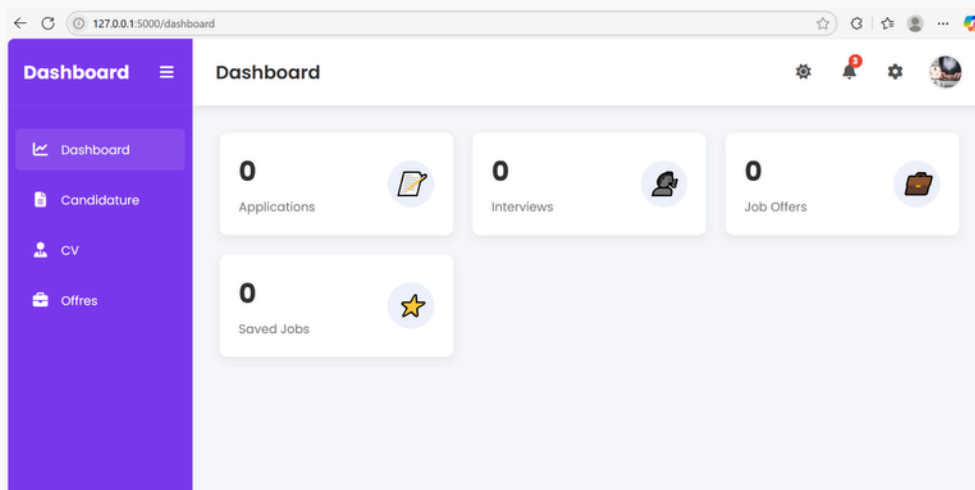 127.0.0.1:5000/dashboard
Dashboard
Dashboard
3
Dashboard
Candidature
CV
Offres
0
Applications
0
Interviews
0
Job Offers
0
Saved Jobs